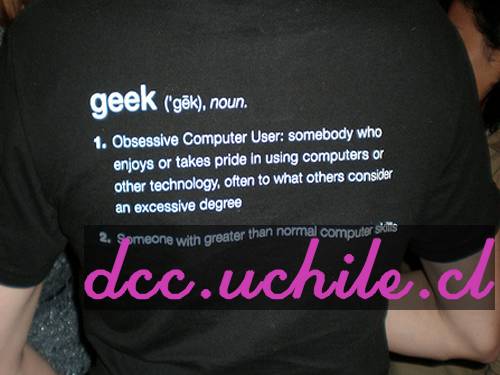 geek ('gēk), noun.
1. Obsessive Computer User: somebody who
enjoys or takes pride in using computers or
other technology, often to what others consider
an excessive degree
2. Someone with greater than normal computer skills
dcc.uchile.cl